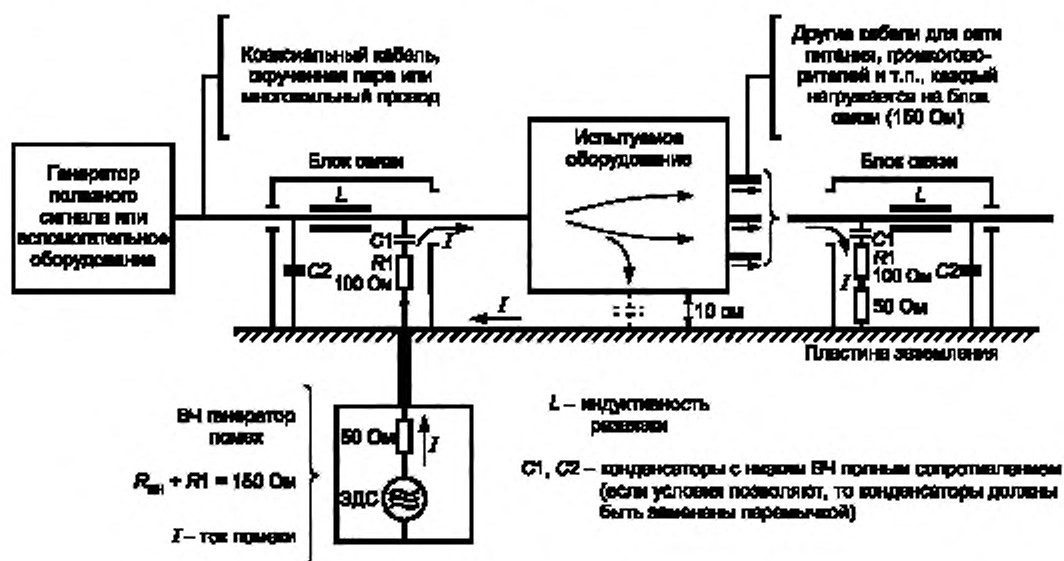 Коаксиальный кабель,
скрученная пара или
многожильный провод
Другие кабели для сети
питания, громкогово-
рителей и т.п., каждый
нагружается на блок
связи (150 Ом)
Генератор
полезного
сигнала или
вспомогательное
оборудование
Блок связи
L
C1
I
R1
100 Ом
C2
Испытуемое
оборудование
Блок связи
L
C1
R1
I
100 Ом
C2
50 Ом
I
10 см
Пластина заземления
ВЧ генератор
помех
Rвн + R1 = 150 Ом
I – ток помехи
50 Ом
I
ЭДС
L – индуктивность
развязки
C1, C2 – конденсаторы с низким ВЧ полным сопротивлением
(если условия позволяют, то конденсаторы должны
быть заменены перемычкой)